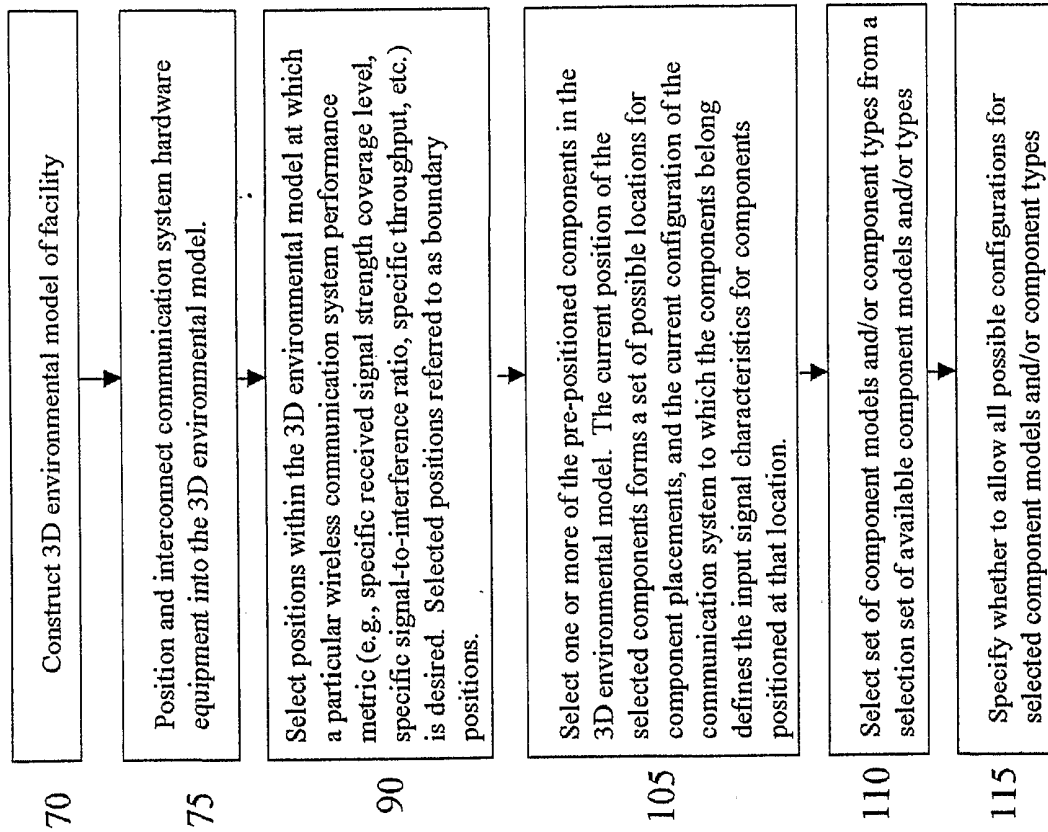 70
Construct 3D environmental model of facility
75
Position and interconnect communication system hardware
equipment into the 3D environmental model.
90
Select positions within the 3D environmental model at which
a particular wireless communication system performance
metric (e.g., specific received signal strength coverage level,
specific signal-to-interference ratio, specific throughput, etc.)
is desired. Selected positions referred to as boundary
positions.
105
Select one or more of the pre-positioned components in the
3D environmental model. The current position of the
selected components forms a set of possible locations for
component placements, and the current configuration of the
communication system to which the components belong
defines the input signal characteristics for components
positioned at that location.
110
Select set of component models and/or component types from a
selection set of available component models and/or types
115
Specify whether to allow all possible configurations for
selected component models and/or component types